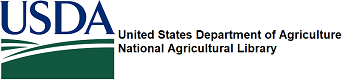 USDA
United States Department of Agriculture
National Agricultural Library